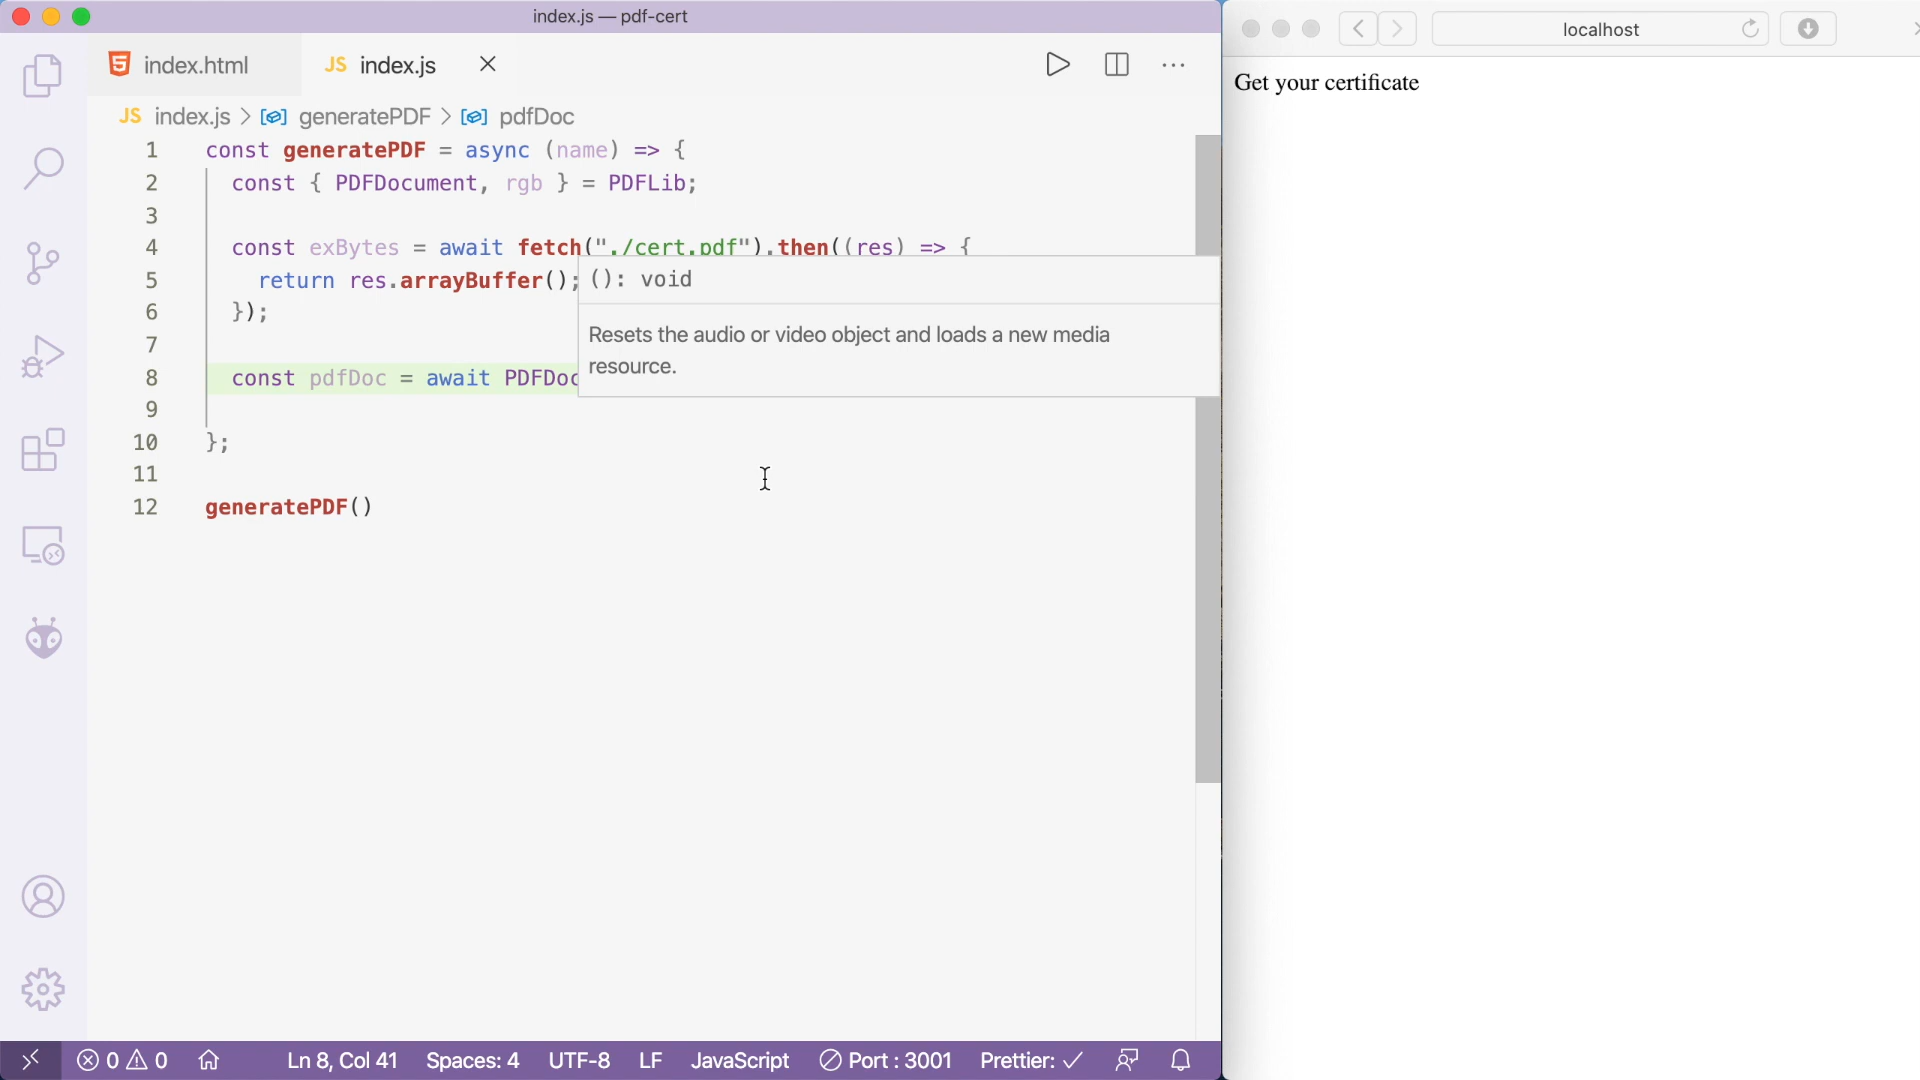 index.js — pdf-cert
localhost
index.html
JS index.js
JS index.js > generatePDF > pdfDoc
Get your certificate
1 const generatePDF = async (name) => {
2 const { PDFDocument, rgb } = PDFLib;
3
4 const exBytes = await fetch("./cert.pdf").then((res) => {
5 return res.arrayBuffer();
(): void
6 });
Resets the audio or video object and loads a new media
resource.
7
8 const pdfDoc = await PDFDoc
9
10 };
11
12 generatePDF()
0 0 Ln 8, Col 41 Spaces: 4 UTF-8 LF JavaScript Port : 3001 Prettier: ✓